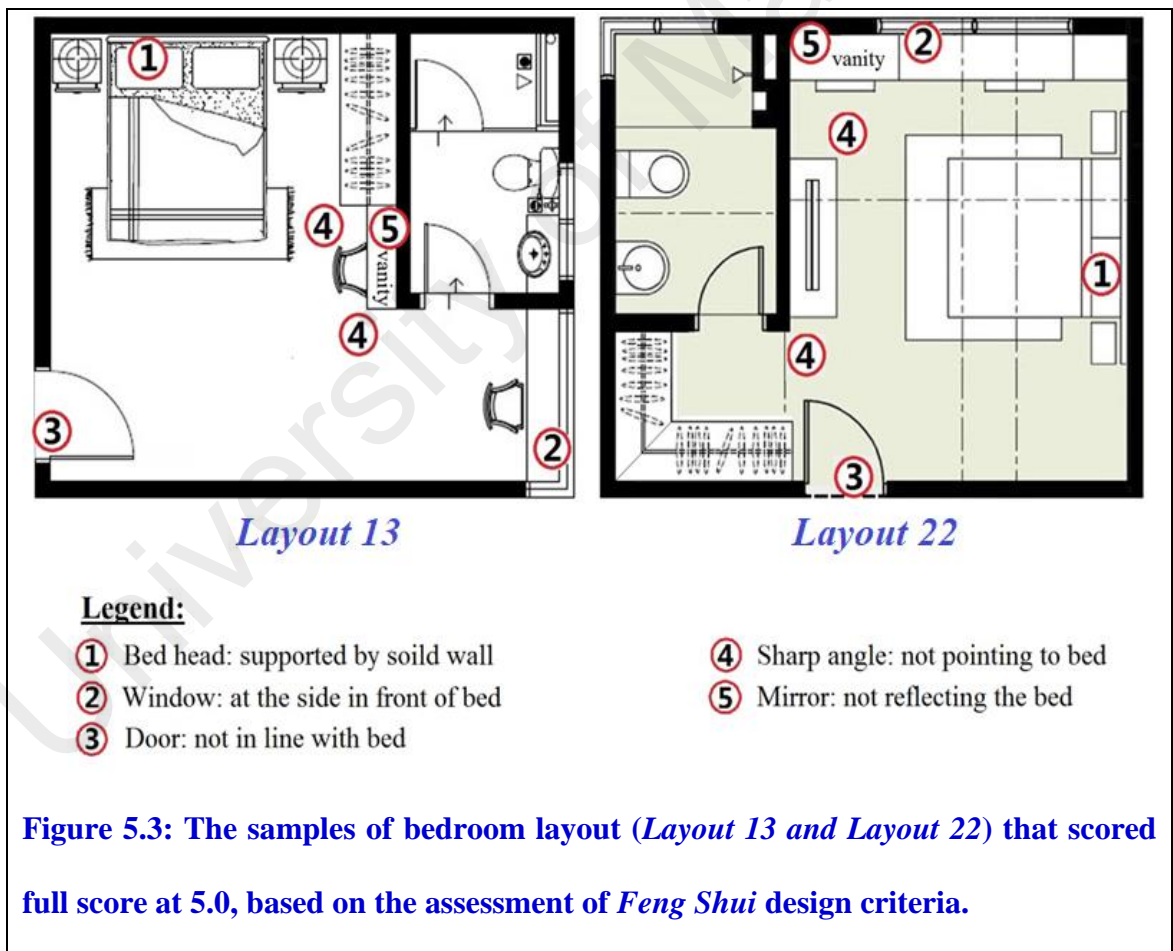 ① ⑤ vanity ②
④
④ ⑤ vanity
④
①
④
③
②
③
Layout 13 Layout 22
University of Ma
Legend:
① Bed head: supported by soild wall
② Window: at the side in front of bed
③ Door: not in line with bed
④ Sharp angle: not pointing to bed
⑤ Mirror: not reflecting the bed
Figure 5.3: The samples of bedroom layout (Layout 13 and Layout 22) that scored
full score at 5.0, based on the assessment of Feng Shui design criteria.